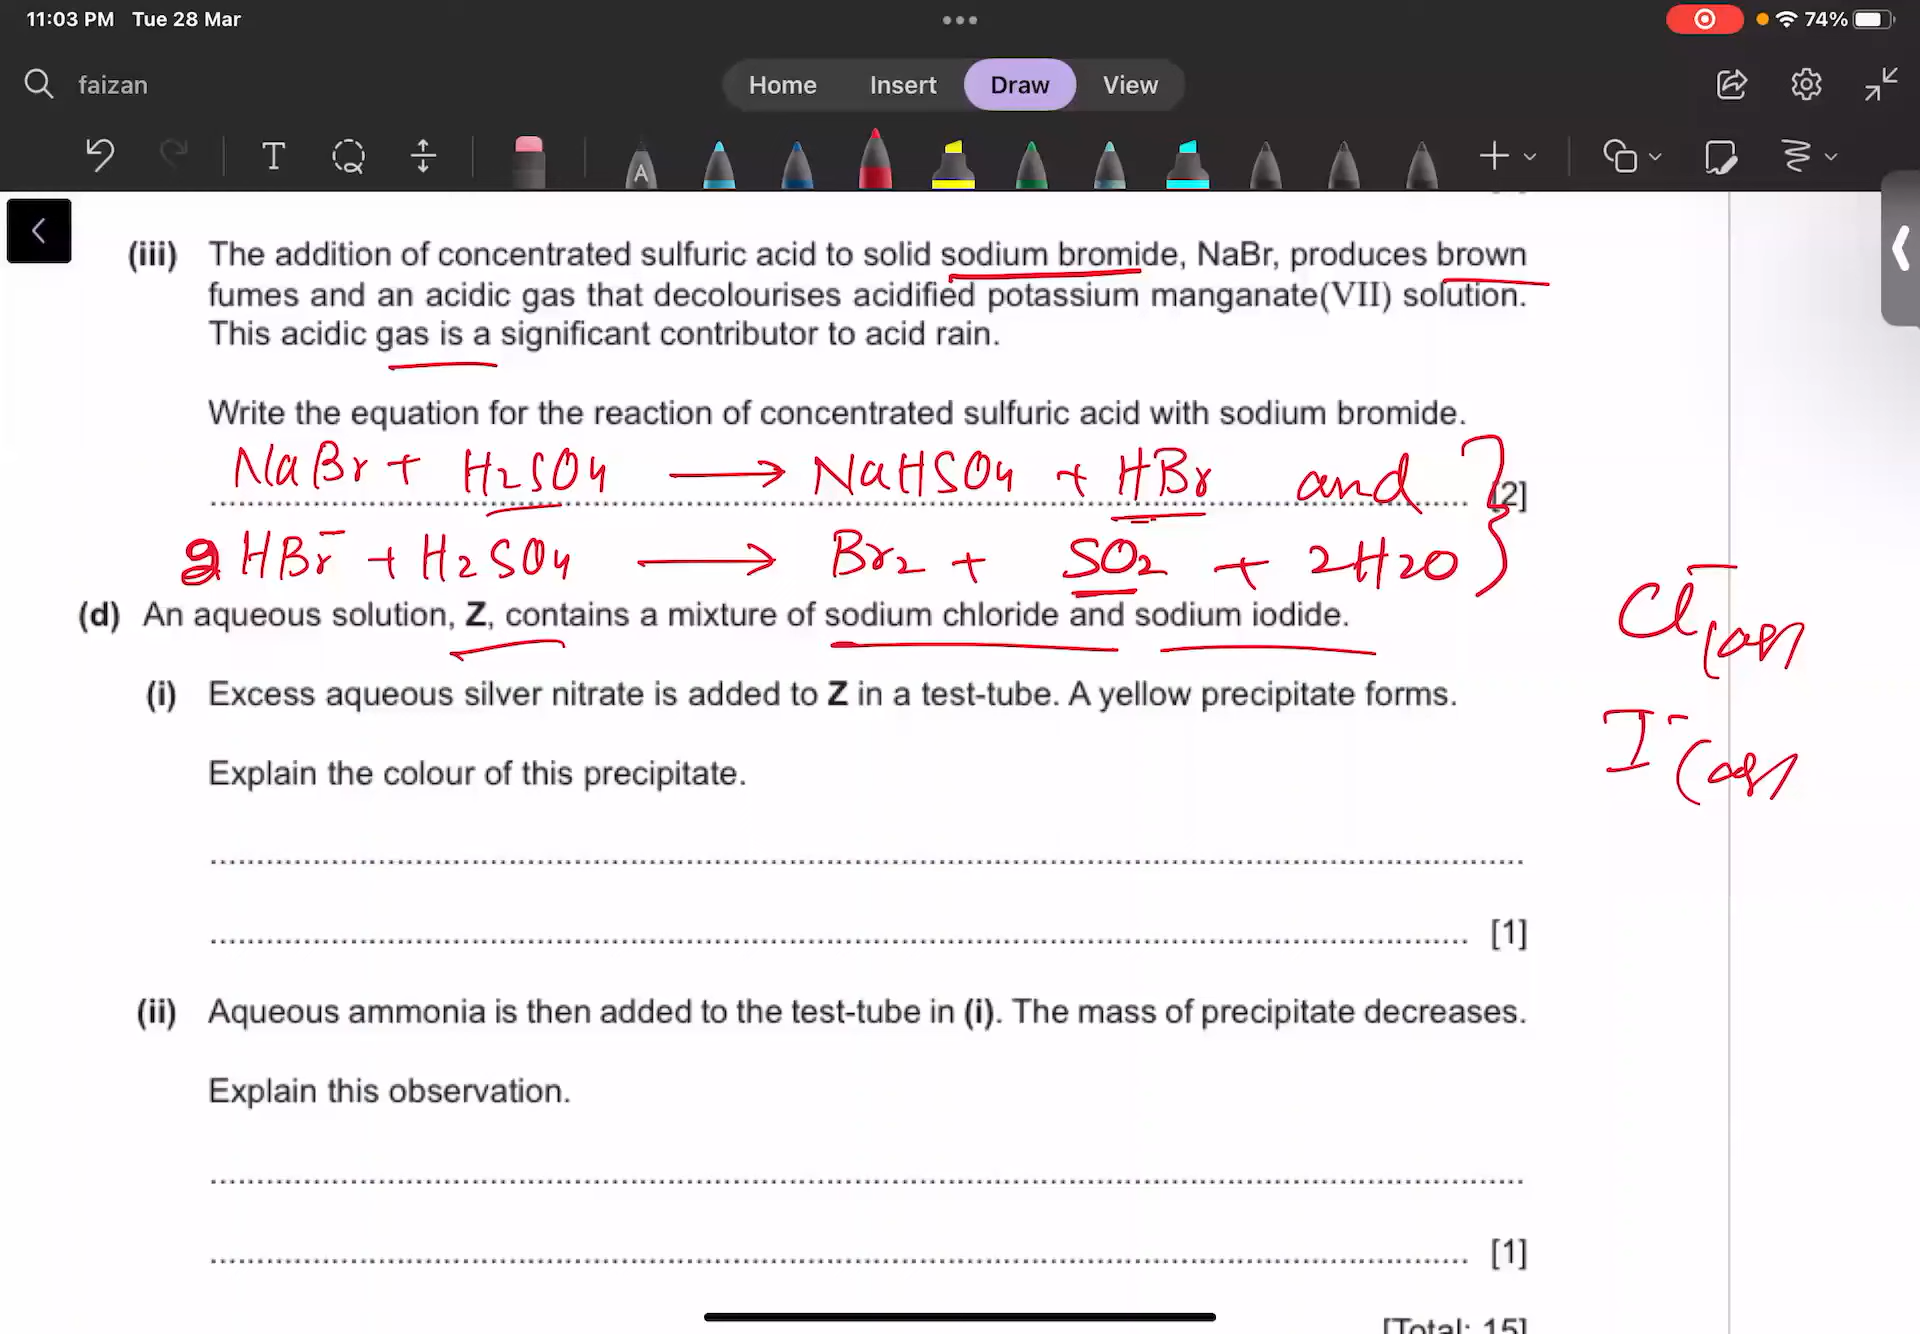 11:03 PM Tue 28 Mar
74%
faizan
Home Insert Draw View
T
A
(iii) The addition of concentrated sulfuric acid to solid sodium bromide, NaBr, produces brown
fumes and an acidic gas that decolourises acidified potassium manganate(VII) solution.
This acidic gas is a significant contributor to acid rain.
Write the equation for the reaction of concentrated sulfuric acid with sodium bromide.
NaBr + H2SO4 → NaHSO4 + HBr and
[2]
2HBr + H2SO4 → Br2 + SO2 + 2H2O
(d) An aqueous solution, Z, contains a mixture of sodium chloride and sodium iodide.
Cl-(aq)
(i) Excess aqueous silver nitrate is added to Z in a test-tube. A yellow precipitate forms.
I-(aq)
Explain the colour of this precipitate.
[1]
(ii) Aqueous ammonia is then added to the test-tube in (i). The mass of precipitate decreases.
Explain this observation.
[1]
[Total: 15]